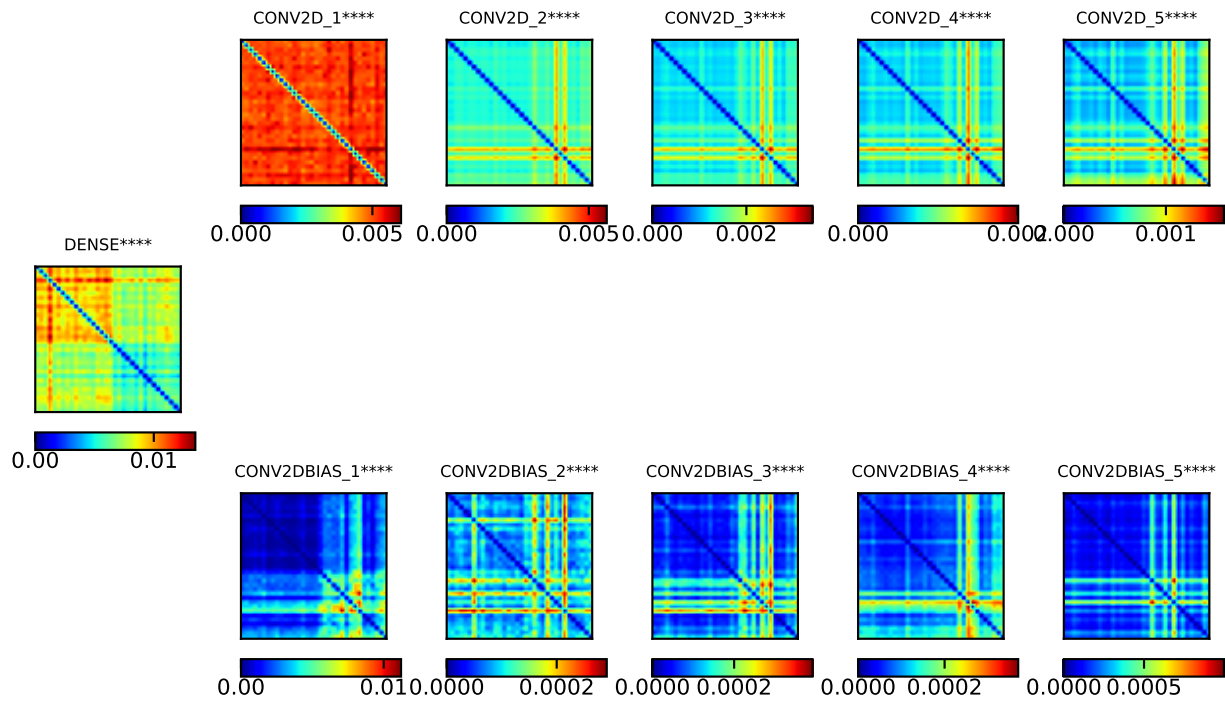 CONV2D_1**** CONV2D_2**** CONV2D_3**** CONV2D_4**** CONV2D_5****
0.000 0.005 0.000 0.005 0.000 0.002 0.000 0.002 0.000 0.001
DENSE****
0.00 0.01
CONV2DBIAS_1**** CONV2DBIAS_2**** CONV2DBIAS_3**** CONV2DBIAS_4**** CONV2DBIAS_5****
0.00 0.01 0.0000 0.0002 0.0000 0.0002 0.0000 0.0002 0.0000 0.0005